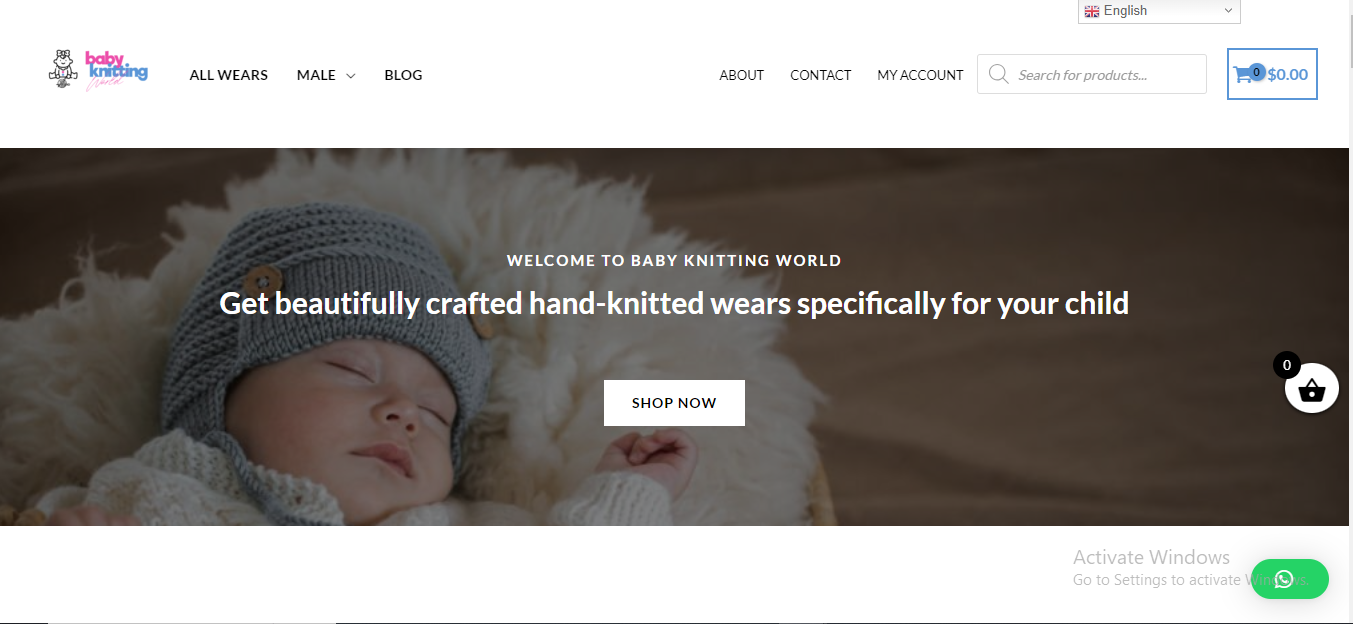 English
baby
knitting
World
ALL WEARS
MALE
BLOG
ABOUT
CONTACT
MY ACCOUNT
Search for products...
0
$0.00
WELCOME TO BABY KNITTING WORLD
Get beautifully crafted hand-knitted wears specifically for your child
SHOP NOW
0
Activate Windows
Go to Settings to activate Windows.